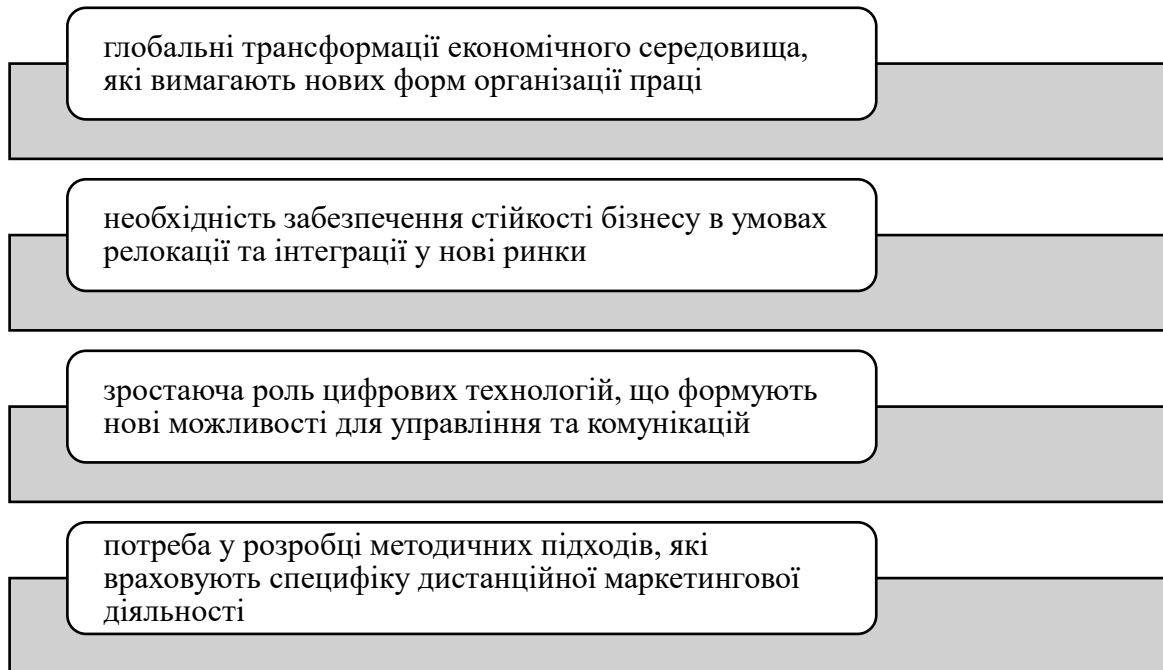 глобальні трансформації економічного середовища,
які вимагають нових форм організації праці
необхідність забезпечення стійкості бізнесу в умовах
релокації та інтеграції у нові ринки
зростаюча роль цифрових технологій, що формують
нові можливості для управління та комунікацій
потреба у розробці методичних підходів, які
враховують специфіку дистанційної маркетингової
діяльності